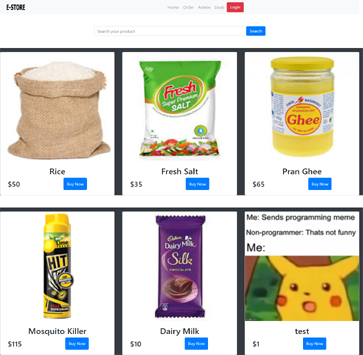 E-STORE
Home Order Admin Deals Login
Search your product
Search
Fresh
Super Premium
SALT
Ghee
Rice
$50 Buy Now
Fresh Salt
$35 Buy Now
Pran Ghee
$65 Buy Now
HIT
Cadbury
Dairy Milk
Silk
CHOCOLATE
Me: Sends programming meme
Non-programmer: Thats not funny
Me:
Mosquito Killer
$115 Buy Now
Dairy Milk
$10 Buy Now
test
$1 Buy Now